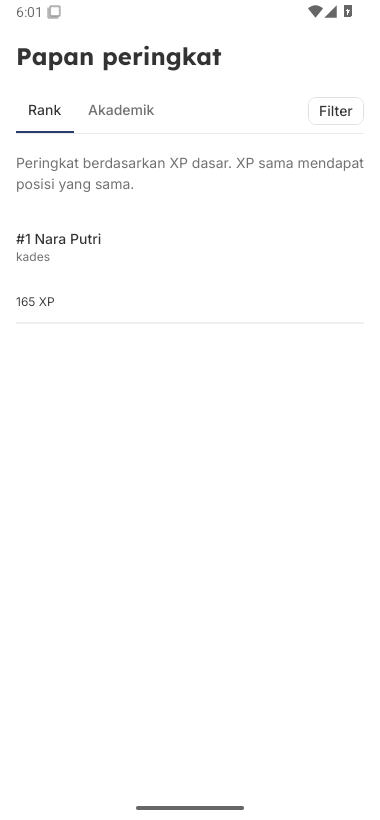 6:01
Papan peringkat
Rank
Akademik
Filter
Peringkat berdasarkan XP dasar. XP sama mendapat
posisi yang sama.
#1 Nara Putri
kades
165 XP